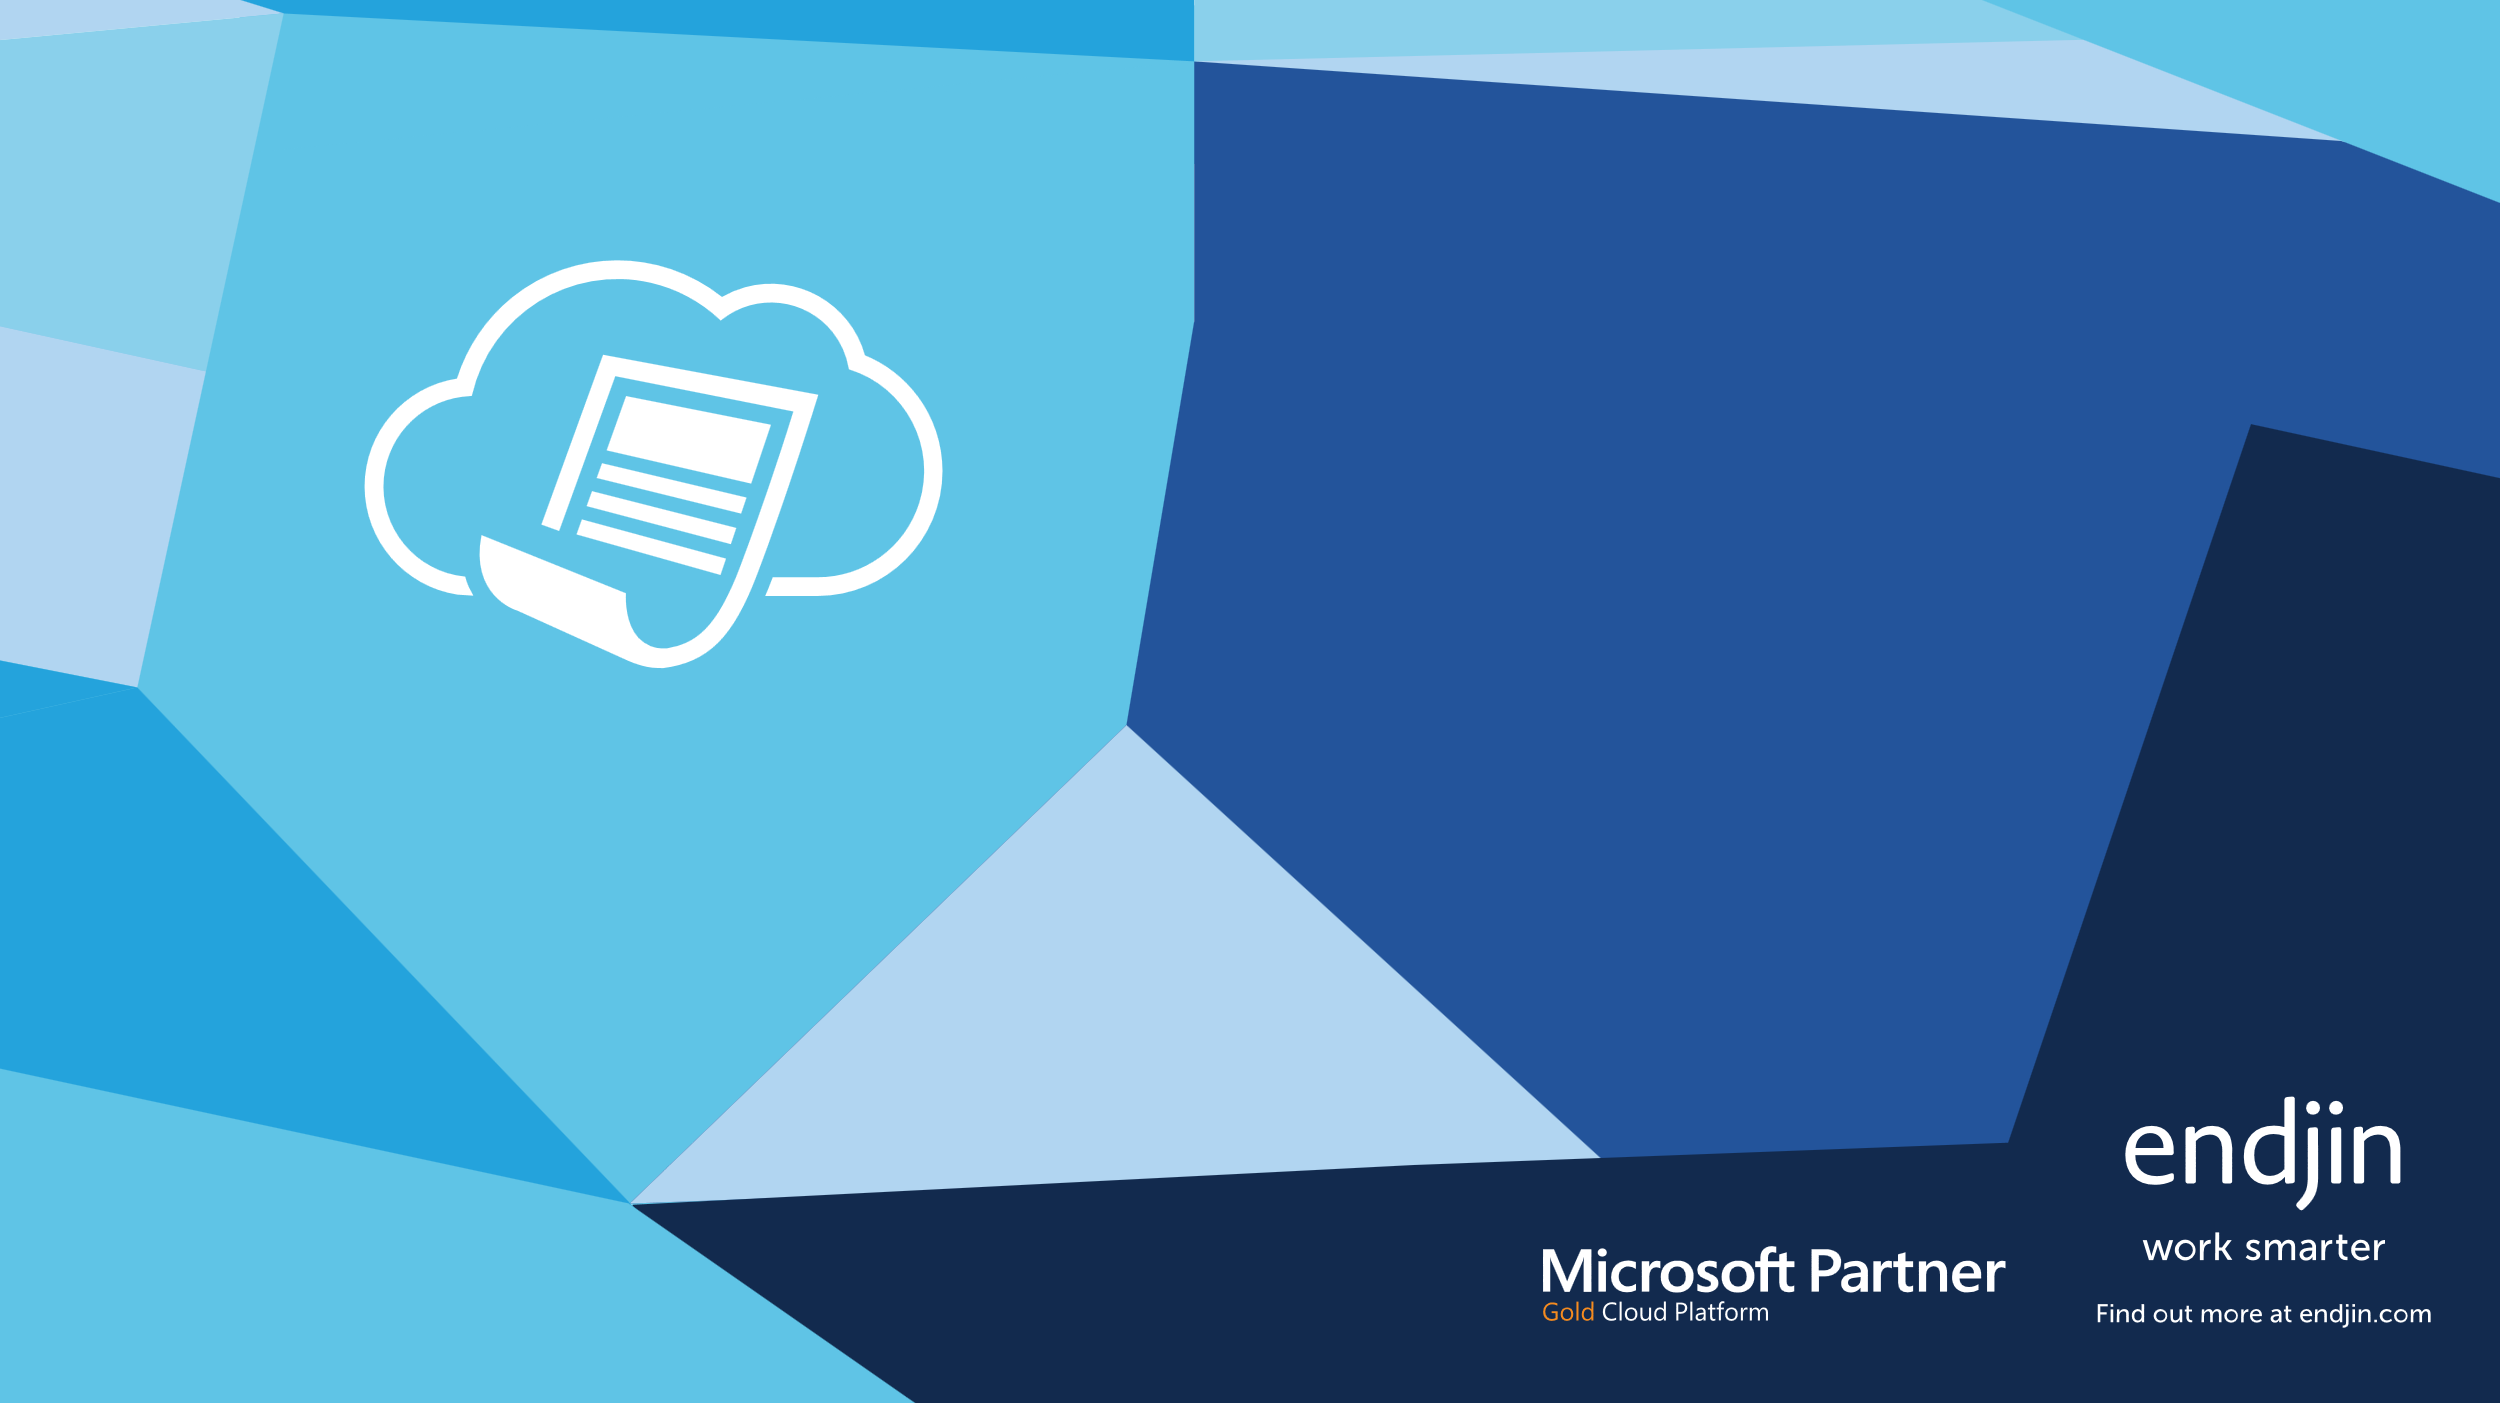 endjin
work smarter
Microsoft Partner
Gold Cloud Platform
Find out more at endjin.com